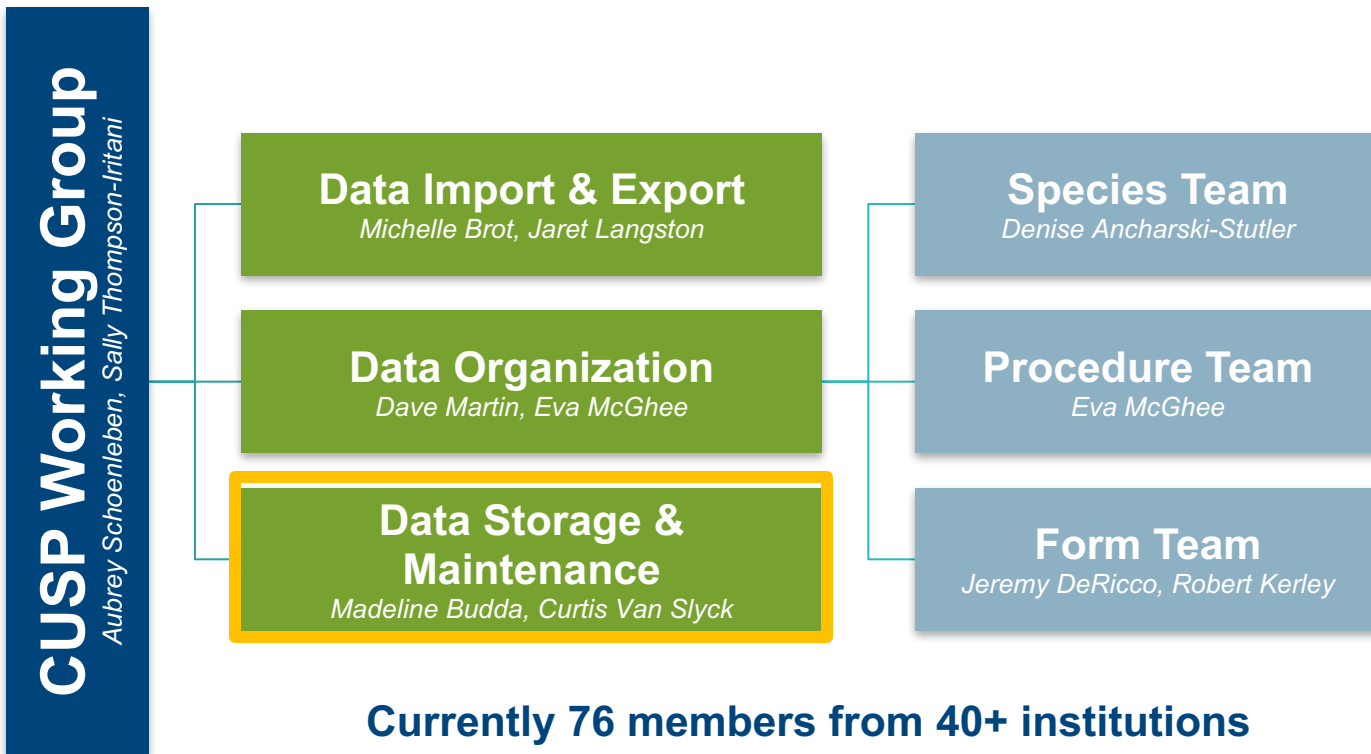 CUSP Working Group
Aubrey Schoenleben, Sally Thompson-Iritani
Data Import & Export
Michelle Brot, Jaret Langston
Data Organization
Dave Martin, Eva McGhee
Data Storage &
Maintenance
Madeline Budda, Curtis Van Slyck
Species Team
Denise Ancharski-Stutler
Procedure Team
Eva McGhee
Form Team
Jeremy DeRicco, Robert Kerley
Currently 76 members from 40+ institutions